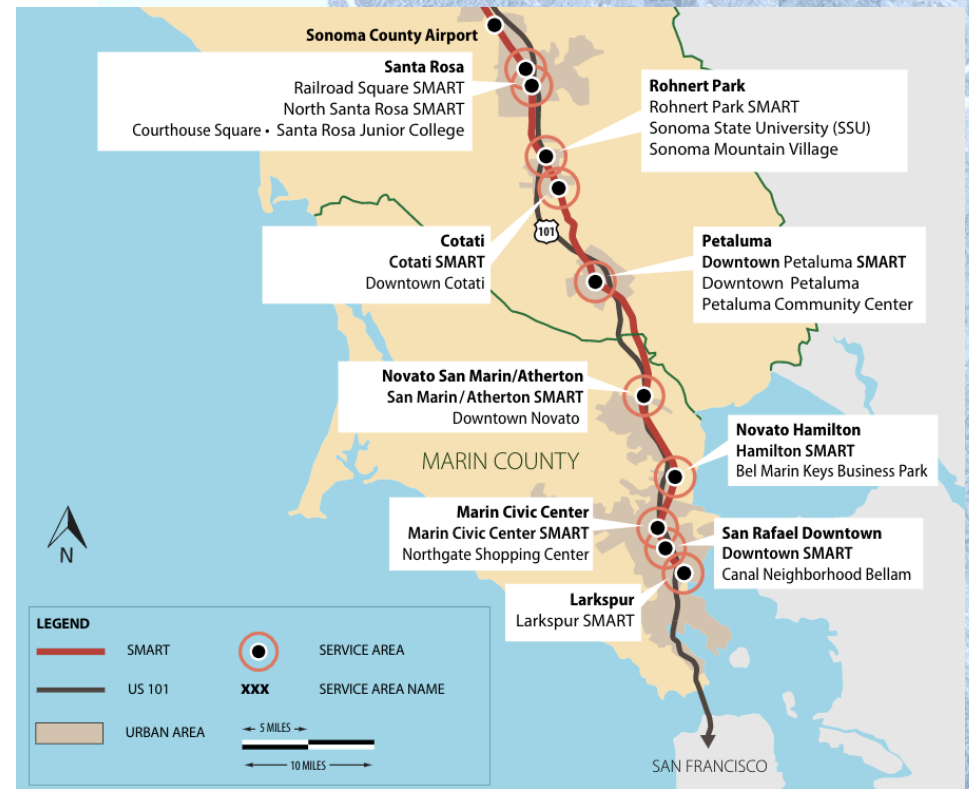 Sonoma County Airport
Santa Rosa
Railroad Square SMART
North Santa Rosa SMART
Courthouse Square • Santa Rosa Junior College
Rohnert Park
Rohnert Park SMART
Sonoma State University (SSU)
Sonoma Mountain Village
101
Cotati
Cotati SMART
Downtown Cotati
Petaluma
Downtown Petaluma SMART
Downtown Petaluma
Petaluma Community Center
Novato San Marin/Atherton
San Marin/Atherton SMART
Downtown Novato
MARIN COUNTY
Novato Hamilton
Hamilton SMART
Bel Marin Keys Business Park
Marin Civic Center
Marin Civic Center SMART
Northgate Shopping Center
San Rafael Downtown
Downtown SMART
Canal Neighborhood Bellam
Larkspur
Larkspur SMART
N
LEGEND
SMART
SERVICE AREA
US 101
XXX
SERVICE AREA NAME
URBAN AREA
5 MILES
10 MILES
SAN FRANCISCO